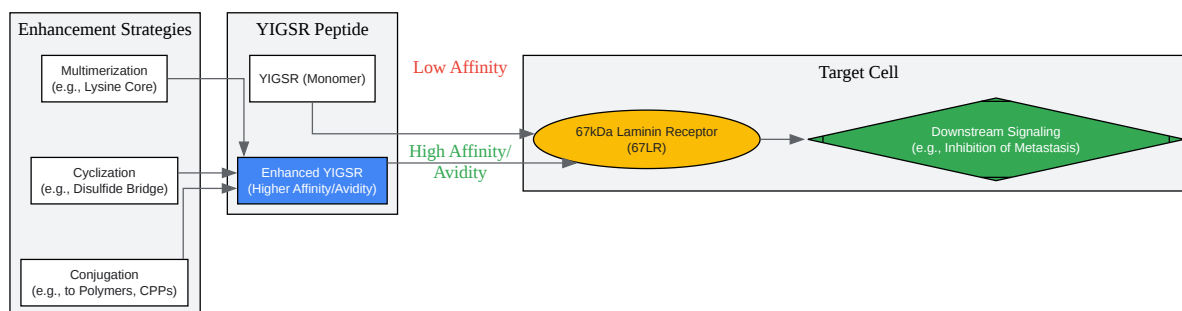 Enhancement Strategies
Multimerization
(e.g., Lysine Core)
Cyclization
(e.g., Disulfide Bridge)
Conjugation
(e.g., to Polymers, CPPs)
YIGSR Peptide
YIGSR (Monomer)
Enhanced YIGSR
(Higher Affinity/Avidity)
Low Affinity
High Affinity/
Avidity
Target Cell
67kDa Laminin Receptor
(67LR)
Downstream Signaling
(e.g., Inhibition of Metastasis)